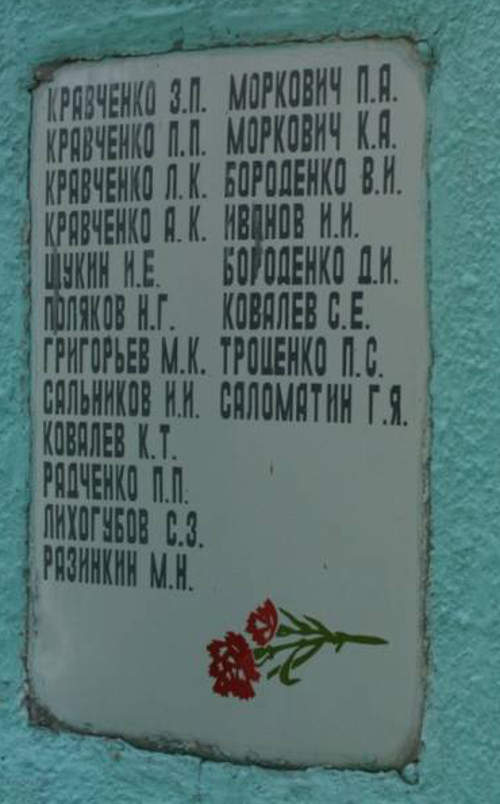 КРАВЧЕНКО З.П.
КРАВЧЕНКО П.П.
КРАВЧЕНКО Л.К.
КРАВЧЕНКО А.К.
ЩУКИН И.Е.
ПОЛЯКОВ Н.Г.
ГРИГОРЬЕВ М.К.
САЛЬНИКОВ И.И.
КОВАЛЕВ К.Т.
РАДЧЕНКО П.П.
ЛИХОГУБОВ С.З.
РАЗИНКИН М.Н.
МОРКОВИЧ П.А.
МОРКОВИЧ К.А.
БОРОДЕНКО В.И.
ИВАНОВ И.И.
БОРОДЕНКО Д.И.
КОВАЛЕВ С.Е.
ТРОЦЕНКО П.С.
САЛОМАТИН Г.Я.